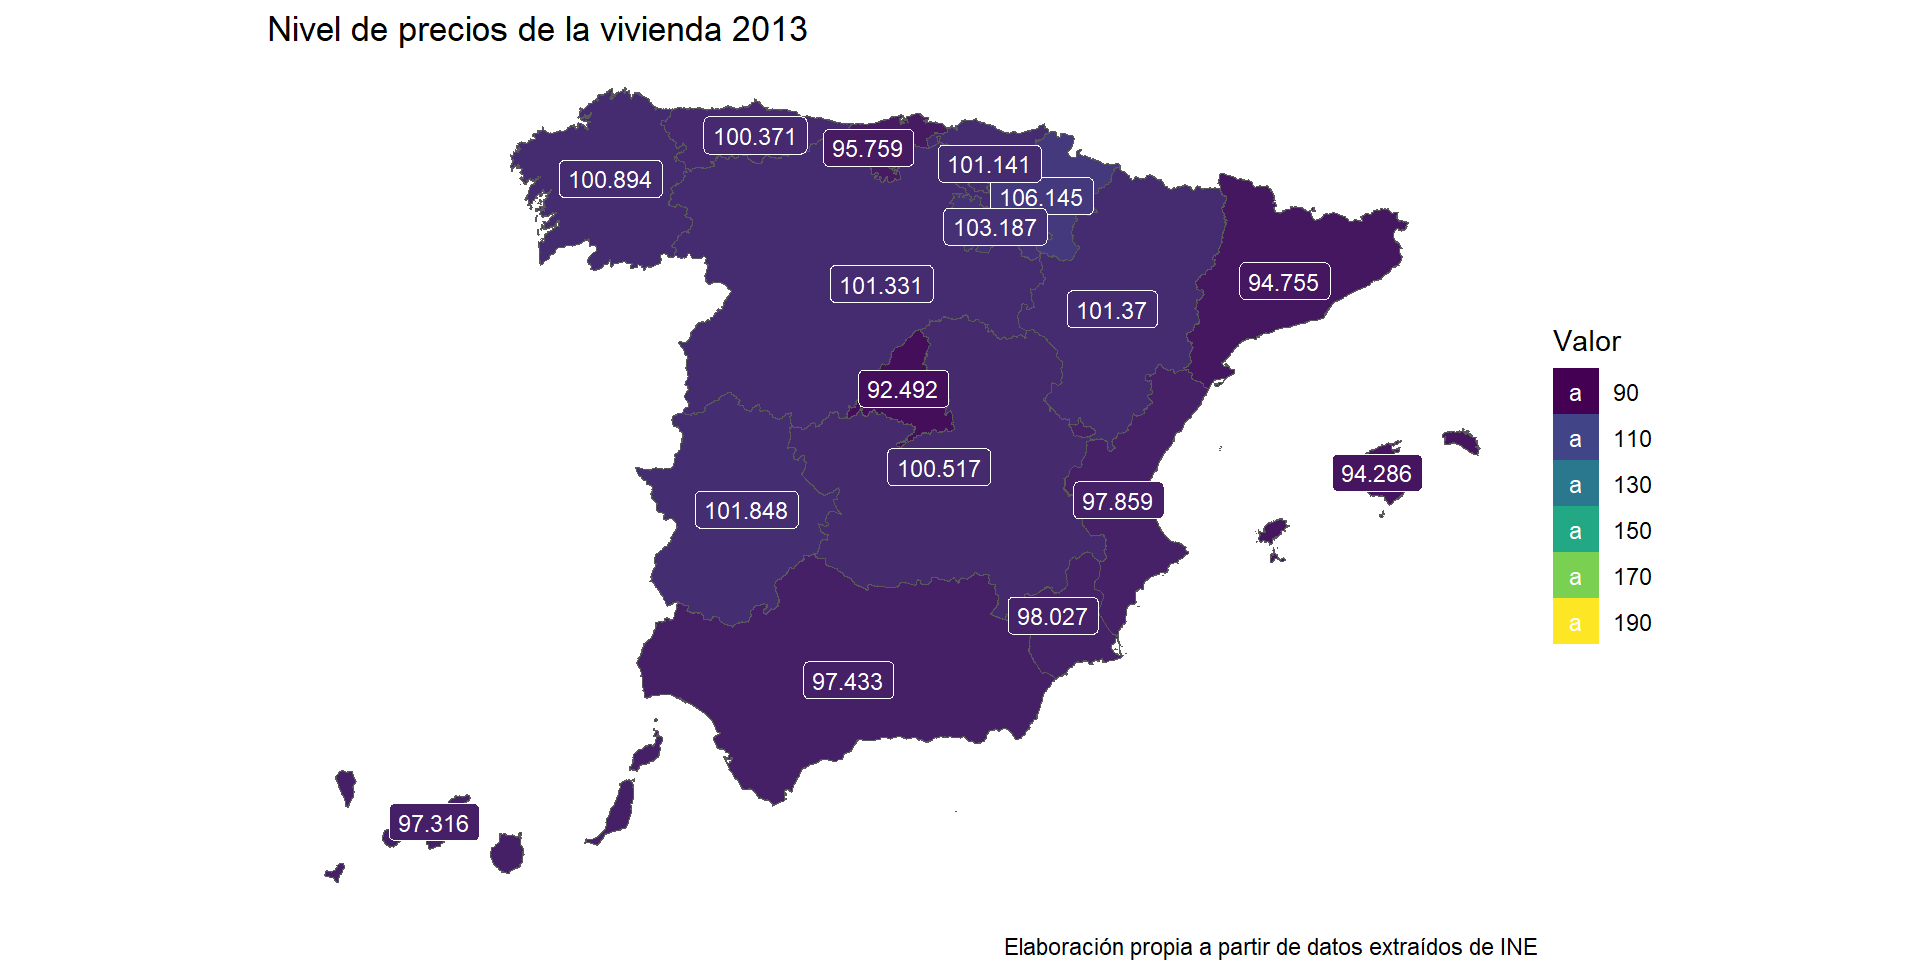 Nivel de precios de la vivienda 2013
100.371
95.759
101.141
100.894
106.145
103.187
101.331
94.755
101.37
92.492
100.517
94.286
97.859
101.848
98.027
97.433
97.316
Valor
a 90
a 110
a 130
a 150
a 170
a 190
Elaboración propia a partir de datos extraídos de INE